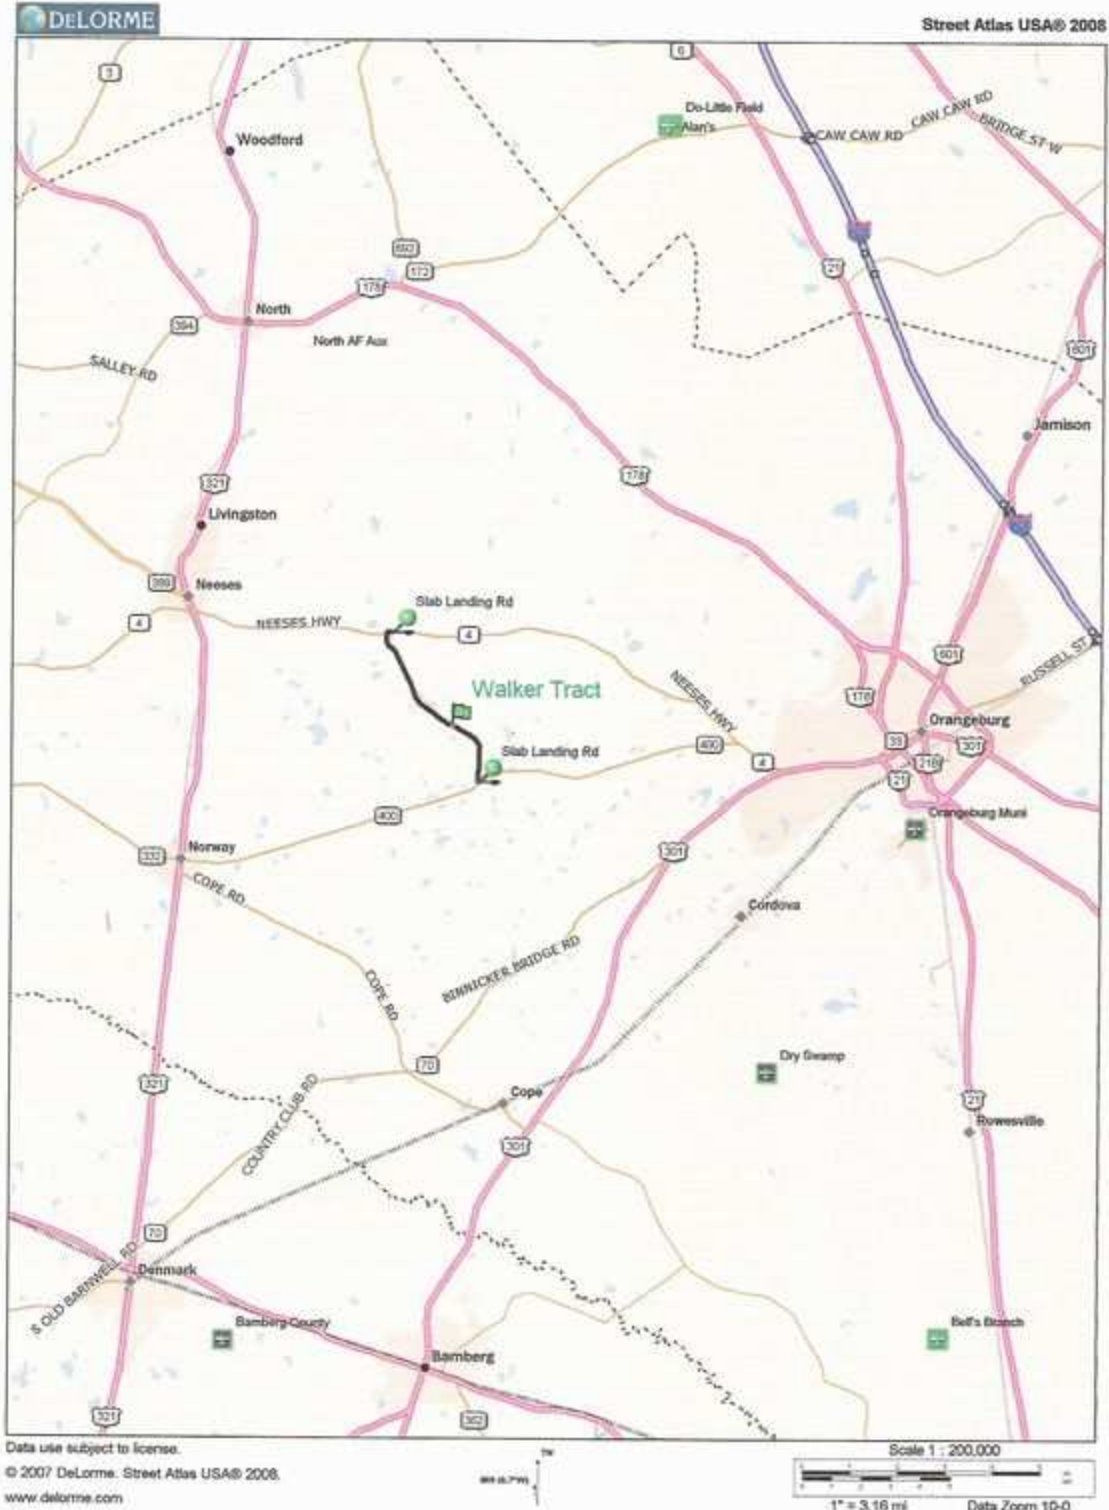 DELORME
Street Atlas USA® 2008
6
3
Do-Little Field
Alan's
CAW CAW RD
CAW CAW RD
BRIDGE ST W
Woodford
692
172
21
178
North
394
North AF Aux
601
SALLEY RD
Jamison
178
321
Livingston
389
Neeses
Slab Landing Rd
4
NEESES HWY
4
601
RUSSELL ST
Walker Tract
NEESES HWY
178
Orangeburg
33
301
400
Slab Landing Rd
4
21B
21
400
Orangeburg Muni
332
Norway
301
COPE RD
Cordova
BINNICKER BRIDGE RD
COPE RD
70
Dry Swamp
321
COUNTRY CLUB RD
Cope
21
Rowesville
301
70
S OLD BARNWELL RD
Denmark
Bamberg County
Bell's Branch
Bamberg
321
362
Data use subject to license.
© 2007 DeLorme. Street Atlas USA® 2008.
www.delorme.com
TN
Scale 1 : 200,000
1" = 3.16 mi
Data Zoom 10-0